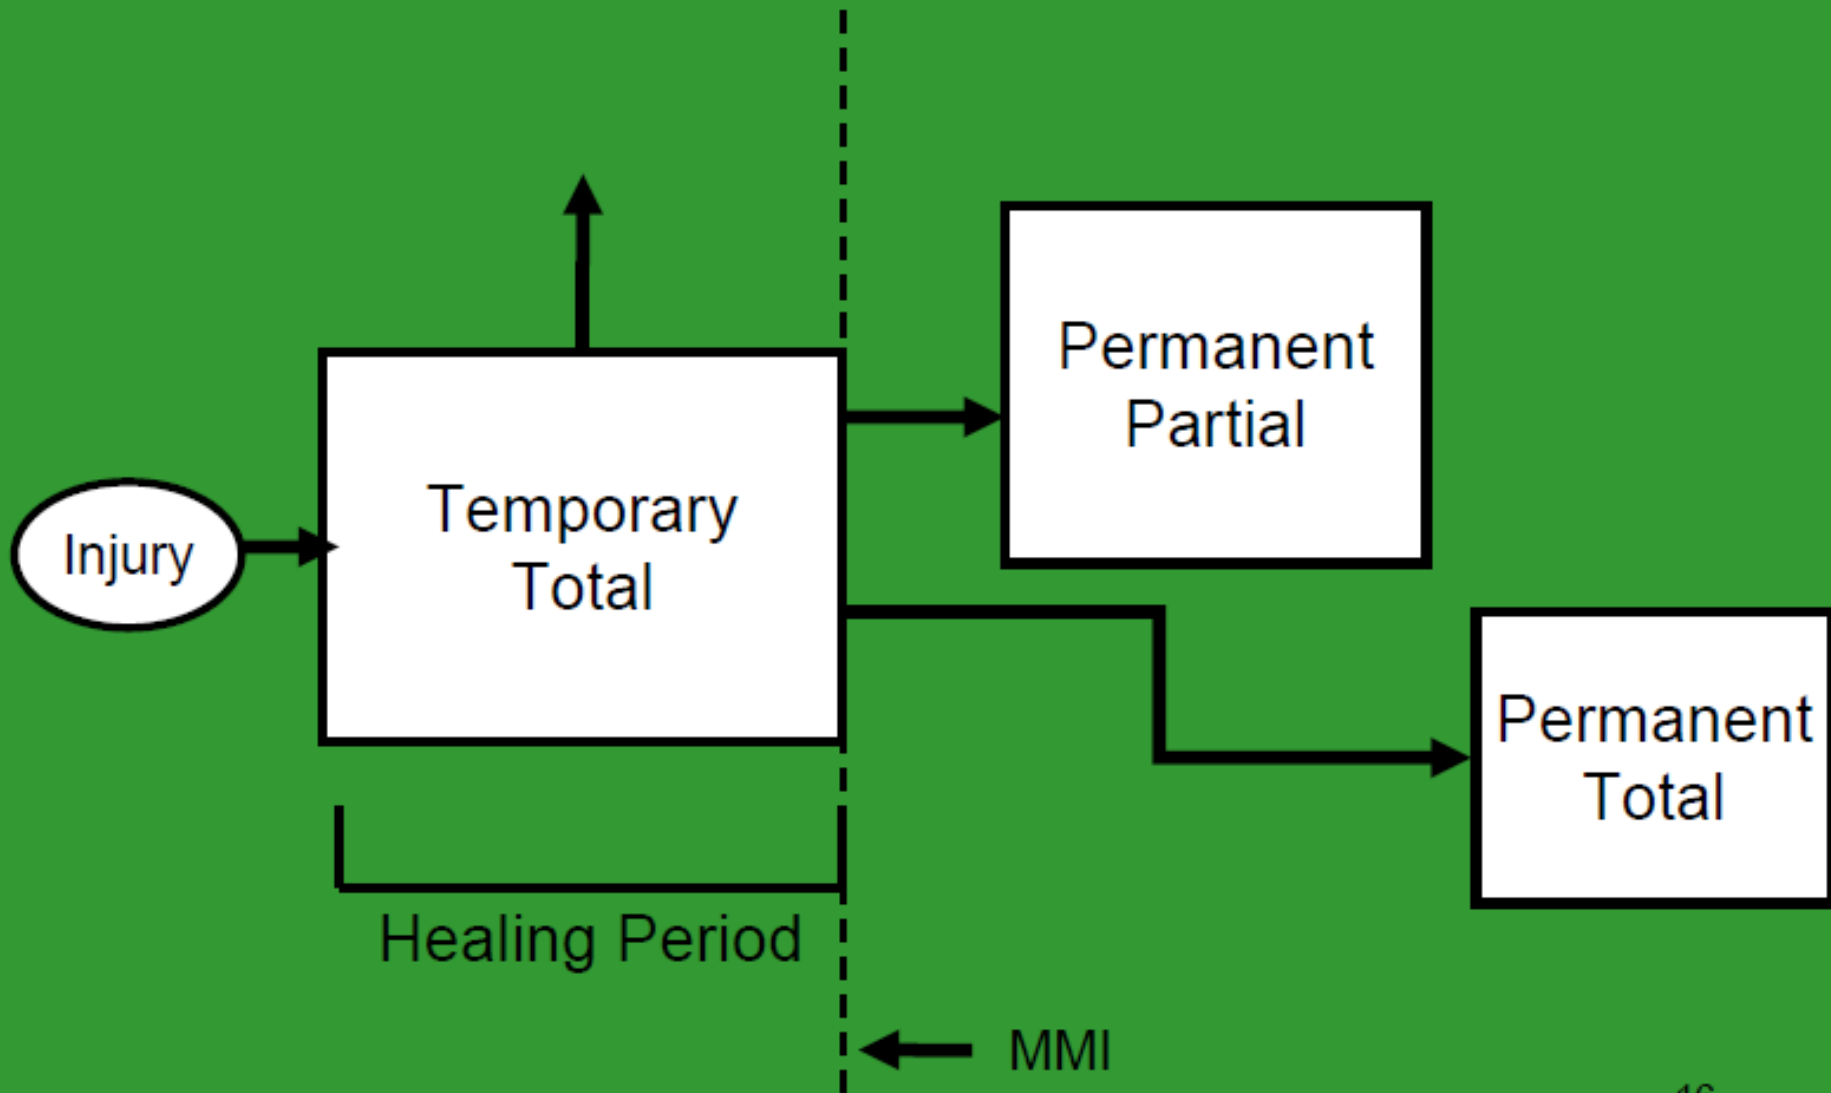 Permanent
Partial
Temporary
Total
Injury
Permanent
Total
Healing Period
MMI